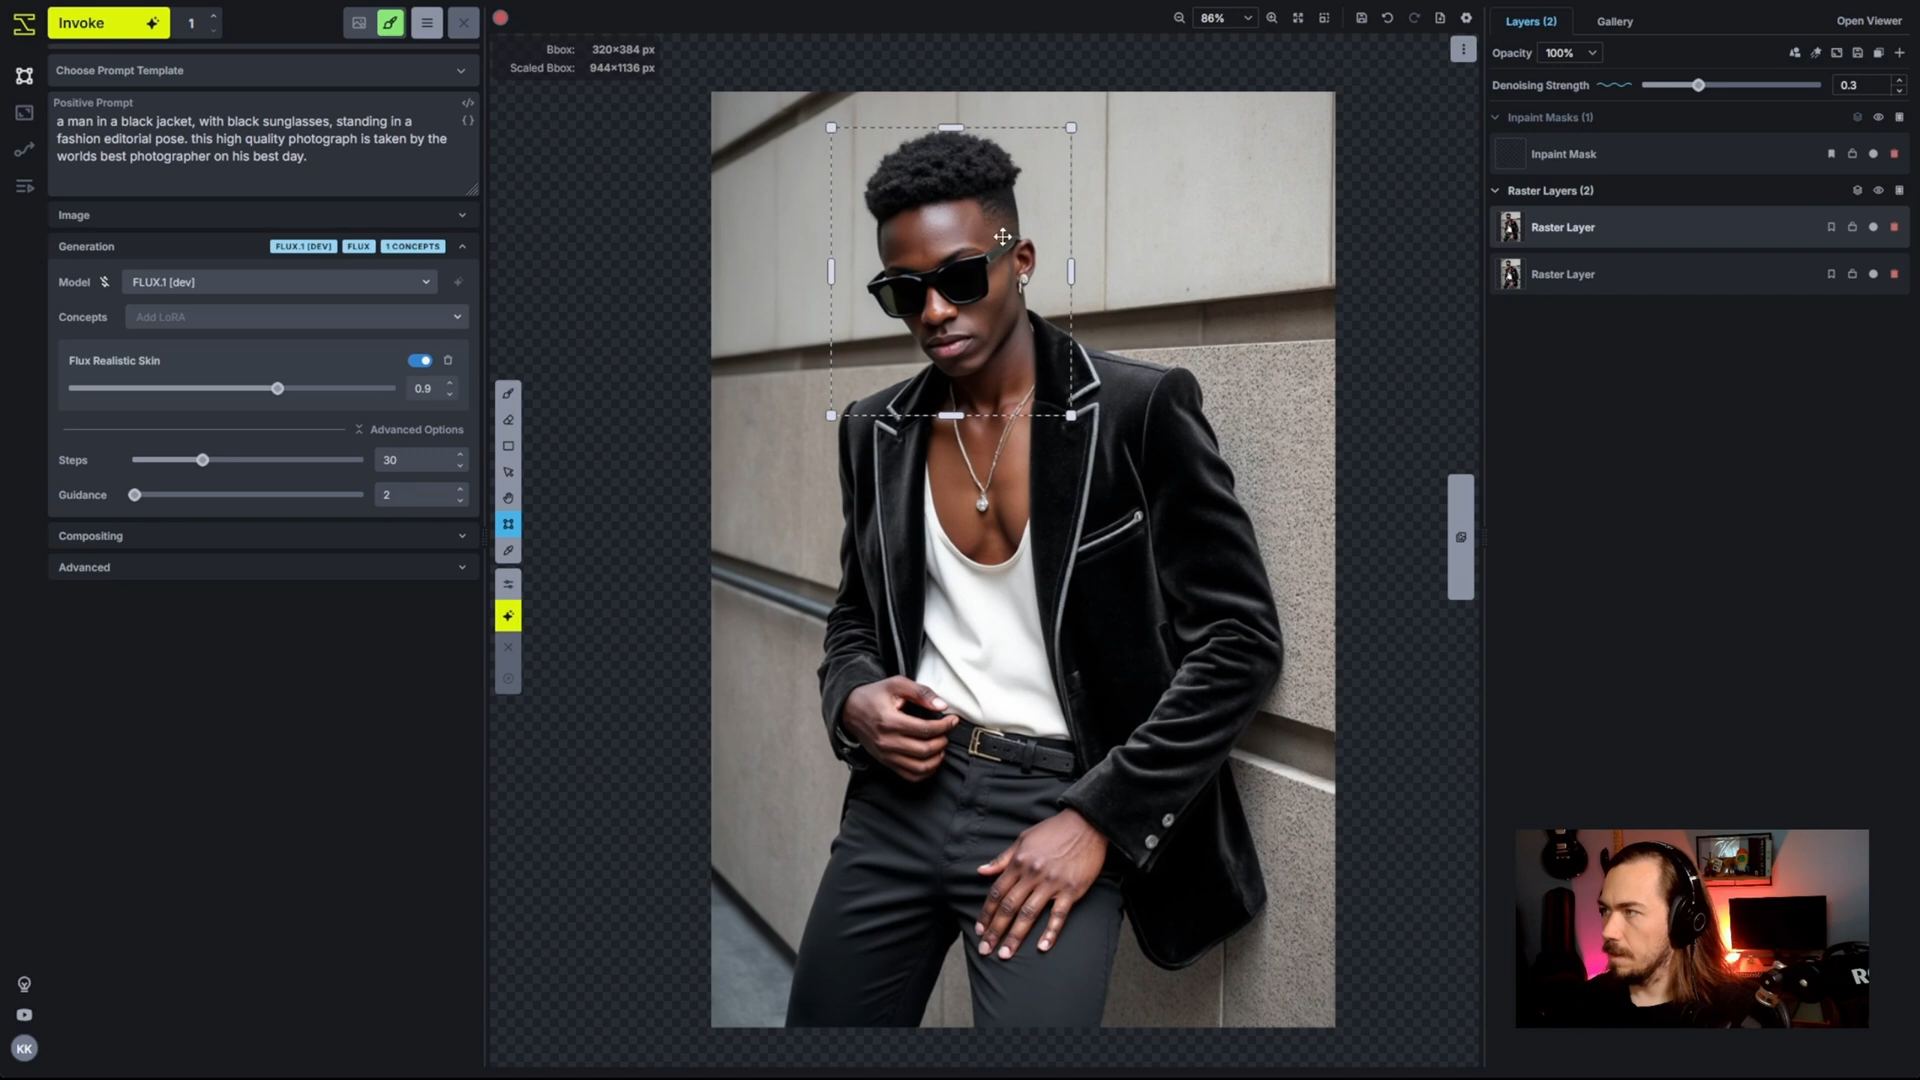 Invoke
1
86%
Layers (2)
Gallery
Open Viewer
Bbox: 320×384 px
Scaled Bbox: 944×1136 px
Opacity
100%
Choose Prompt Template
Denoising Strength
0.3
Positive Prompt
a man in a black jacket, with black sunglasses, standing in a
fashion editorial pose. this high quality photograph is taken by the
worlds best photographer on his best day.
Inpaint Masks (1)
Inpaint Mask
Raster Layers (2)
Raster Layer
Raster Layer
Image
Generation
FLUX.1 [DEV]
FLUX
1 CONCEPTS
Model
FLUX.1 [dev]
Concepts
Add LoRA
Flux Realistic Skin
0.9
Advanced Options
Steps
30
Guidance
2
Compositing
Advanced
KK